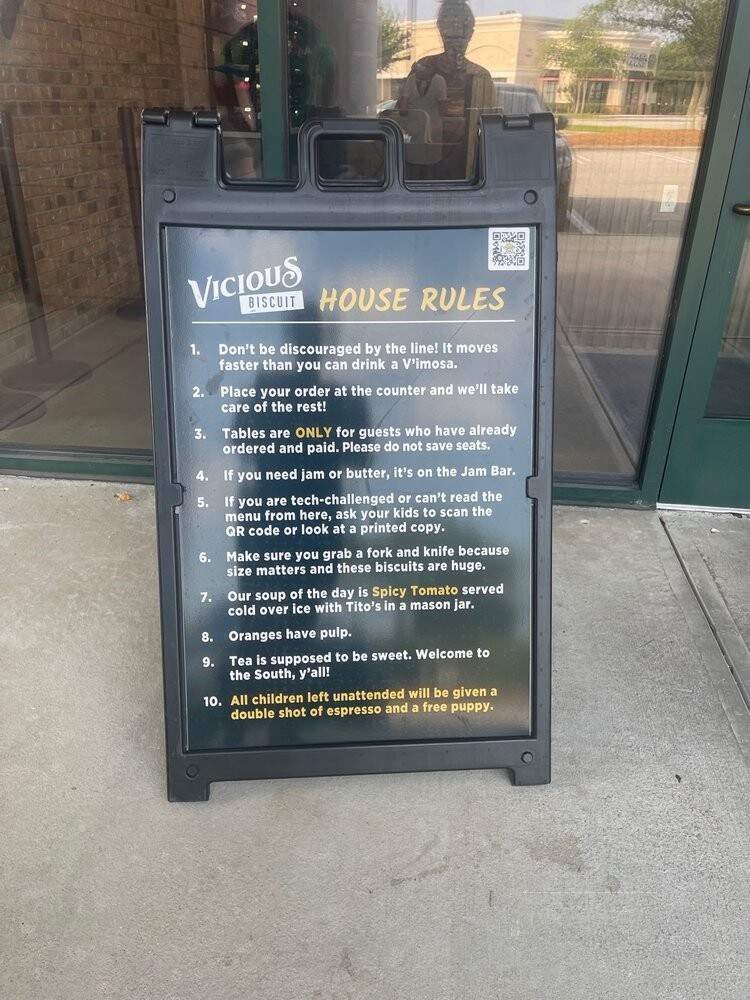 VICIOUS
BISCUIT
HOUSE RULES
1. Don't be discouraged by the line! It moves
faster than you can drink a V'imosa.
2. Place your order at the counter and we'll take
care of the rest!
3. Tables are ONLY for guests who have already
ordered and paid. Please do not save seats.
4. If you need jam or butter, it's on the Jam Bar.
5. If you are tech-challenged or can't read the
menu from here, ask your kids to scan the
QR code or look at a printed copy.
6. Make sure you grab a fork and knife because
size matters and these biscuits are huge.
7. Our soup of the day is Spicy Tomato served
cold over ice with Tito's in a mason jar.
8. Oranges have pulp.
9. Tea is supposed to be sweet. Welcome to
the South, y'all!
10. All children left unattended will be given a
double shot of espresso and a free puppy.